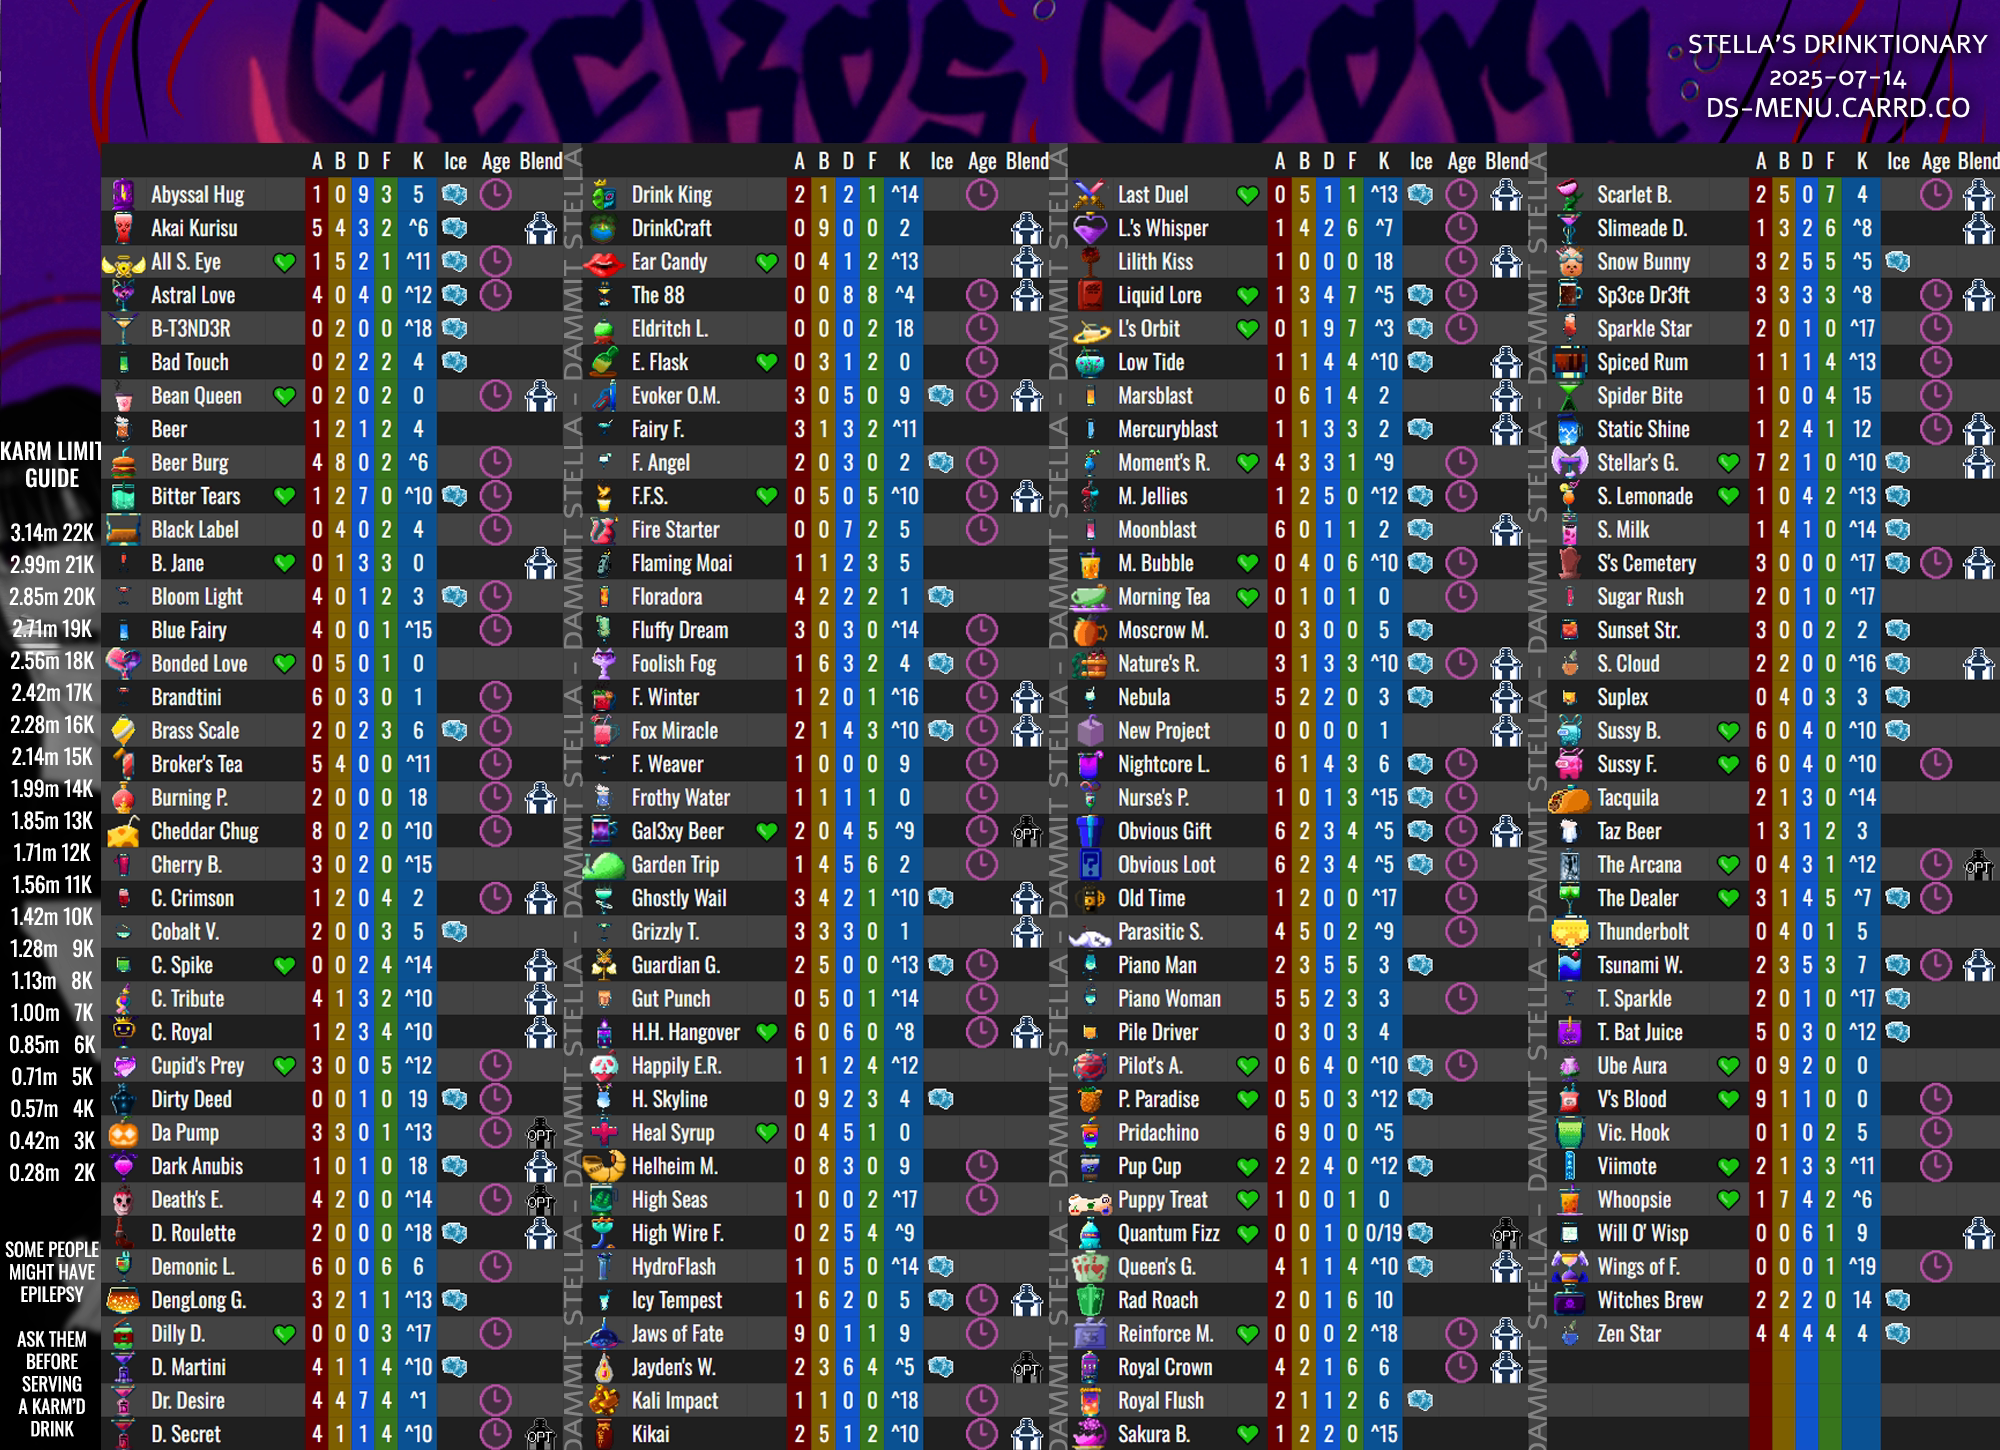 GECKOS GLORY
STELLA'S DRINKTIONARY
2025-07-14
DS-MENU.CARRD.CO
KARM LIMIT
GUIDE
3.14m 22K
2.99m 21K
2.85m 20K
2.71m 19K
2.56m 18K
2.42m 17K
2.28m 16K
2.14m 15K
1.99m 14K
1.85m 13K
1.71m 12K
1.56m 11K
1.42m 10K
1.28m 9K
1.13m 8K
1.00m 7K
0.85m 6K
0.71m 5K
0.57m 4K
0.42m 3K
0.28m 2K
SOME PEOPLE
MIGHT HAVE
EPILEPSY
ASK THEM
BEFORE
SERVING
A KARM'D
DRINK
A B D F K Ice Age Blend
Abyssal Hug 1 0 9 3 5
Akai Kurisu 5 4 3 2 ^6
All S. Eye 1 5 2 1 ^11
Astral Love 4 0 4 0 ^12
B-T3ND3R 0 2 0 0 ^18
Bad Touch 0 2 2 2 4
Bean Queen 0 2 0 2 0
Beer 1 2 1 2 4
Beer Burg 4 8 0 2 ^6
Bitter Tears 1 2 7 0 ^10
Black Label 0 4 0 2 4
B. Jane 0 1 3 3 0
Bloom Light 4 0 1 2 3
Blue Fairy 4 0 0 1 ^15
Bonded Love 0 5 0 1 0
Brandtini 6 0 3 0 1
Brass Scale 2 0 2 3 6
Broker's Tea 5 4 0 0 ^11
Burning P. 2 0 0 0 18
Cheddar Chug 8 0 2 0 ^10
Cherry B. 3 0 2 0 ^15
C. Crimson 1 2 0 4 2
Cobalt V. 2 0 0 3 5
C. Spike 0 0 2 4 ^14
C. Tribute 4 1 3 2 ^10
C. Royal 1 2 3 4 ^10
Cupid's Prey 3 0 0 5 ^12
Dirty Deed 0 0 1 0 19
Da Pump 3 3 0 1 ^13 OPT
Dark Anubis 1 0 1 0 18
Death's E. 4 2 0 0 ^14 OPT
D. Roulette 2 0 0 0 ^18
Demonic L. 6 0 0 6 6
DengLong G. 3 2 1 1 ^13
Dilly D. 0 0 0 3 ^17
D. Martini 4 1 1 4 ^10
Dr. Desire 4 4 7 4 ^1
D. Secret 4 1 1 4 ^10 OPT
DAMMIT STELLA - DAMMIT STELLA - DAMMIT STELLA - DAMMIT STELLA
A B D F K Ice Age Blend
Drink King 2 1 2 1 ^14
DrinkCraft 0 9 0 0 2
Ear Candy 0 4 1 2 ^13
The 88 0 0 8 8 ^4
Eldritch L. 0 0 0 2 18
E. Flask 0 3 1 2 0
Evoker O.M. 3 0 5 0 9
Fairy F. 3 1 3 2 ^11
F. Angel 2 0 3 0 2
F.F.S. 0 5 0 5 ^10
Fire Starter 0 0 7 2 5
Flaming Moai 1 1 2 3 5
Floradora 4 2 2 2 1
Fluffy Dream 3 0 3 0 ^14
Foolish Fog 1 6 3 2 4
F. Winter 1 2 0 1 ^16
Fox Miracle 2 1 4 3 ^10
F. Weaver 1 0 0 0 9
Frothy Water 1 1 1 1 0
Gal3xy Beer 2 0 4 5 ^9 OPT
Garden Trip 1 4 5 6 2
Ghostly Wail 3 4 2 1 ^10
Grizzly T. 3 3 3 0 1
Guardian G. 2 5 0 0 ^13
Gut Punch 0 5 0 1 ^14
H.H. Hangover 6 0 6 0 ^8
Happily E.R. 1 1 2 4 ^12
H. Skyline 0 9 2 3 4
Heal Syrup 0 4 5 1 0
Helheim M. 0 8 3 0 9
High Seas 1 0 0 2 ^17
High Wire F. 0 2 5 4 ^9
HydroFlash 1 0 5 0 ^14
Icy Tempest 1 6 2 0 5
Jaws of Fate 9 0 1 1 9
Jayden's W. 2 3 6 4 ^5 OPT
Kali Impact 1 1 0 0 ^18
Kikai 2 5 1 2 ^10
DAMMIT STELLA - DAMMIT STELLA - DAMMIT STELLA - DAMMIT STELLA
A B D F K Ice Age Blend
Last Duel 0 5 1 1 ^13
L.'s Whisper 1 4 2 6 ^7
Lilith Kiss 1 0 0 0 18
Liquid Lore 1 3 4 7 ^5
L's Orbit 0 1 9 7 ^3
Low Tide 1 1 4 4 ^10
Marsblast 0 6 1 4 2
Mercuryblast 1 1 3 3 2
Moment's R. 4 3 3 1 ^9
M. Jellies 1 2 5 0 ^12
Moonblast 6 0 1 1 2
M. Bubble 0 4 0 6 ^10
Morning Tea 0 1 0 1 0
Moscrow M. 0 3 0 0 5
Nature's R. 3 1 3 3 ^10
Nebula 5 2 2 0 3
New Project 0 0 0 0 1
Nightcore L. 6 1 4 3 6
Nurse's P. 1 0 1 3 ^15
Obvious Gift 6 2 3 4 ^5
Obvious Loot 6 2 3 4 ^5
Old Time 1 2 0 0 ^17
Parasitic S. 4 5 0 2 ^9
Piano Man 2 3 5 5 3
Piano Woman 5 5 2 3 3
Pile Driver 0 3 0 3 4
Pilot's A. 0 6 4 0 ^10
P. Paradise 0 5 0 3 ^12
Pridachino 6 9 0 0 ^5
Pup Cup 2 2 4 0 ^12
Puppy Treat 1 0 0 1 0
Quantum Fizz 0 0 1 0 0/19 OPT
Queen's G. 4 1 1 4 ^10
Rad Roach 2 0 1 6 10
Reinforce M. 0 0 0 2 ^18
Royal Crown 4 2 1 6 6
Royal Flush 2 1 1 2 6
Sakura B. 1 2 2 0 ^15
DAMMIT STELLA - DAMMIT STELLA - DAMMIT STELLA - DAMMIT STELLA
A B D F K Ice Age Blend
Scarlet B. 2 5 0 7 4
Slimeade D. 1 3 2 6 ^8
Snow Bunny 3 2 5 5 ^5
Sp3ce Dr3ft 3 3 3 3 ^8
Sparkle Star 2 0 1 0 ^17
Spiced Rum 1 1 1 4 ^13
Spider Bite 1 0 0 4 15
Static Shine 1 2 4 1 12
Stellar's G. 7 2 1 0 ^10
S. Lemonade 1 0 4 2 ^13
S. Milk 1 4 1 0 ^14
S's Cemetery 3 0 0 0 ^17
Sugar Rush 2 0 1 0 ^17
Sunset Str. 3 0 0 2 2
S. Cloud 2 2 0 0 ^16
Suplex 0 4 0 3 3
Sussy B. 6 0 4 0 ^10
Sussy F. 6 0 4 0 ^10
Tacquila 2 1 3 0 ^14
Taz Beer 1 3 1 2 3
The Arcana 0 4 3 1 ^12 OPT
The Dealer 3 1 4 5 ^7
Thunderbolt 0 4 0 1 5
Tsunami W. 2 3 5 3 7
T. Sparkle 2 0 1 0 ^17
T. Bat Juice 5 0 3 0 ^12
Ube Aura 0 9 2 0 0
V's Blood 9 1 1 0 0
Vic. Hook 0 1 0 2 5
Viimote 2 1 3 3 ^11
Whoopsie 1 7 4 2 ^6
Will O' Wisp 0 0 6 1 9
Wings of F. 0 0 0 1 ^19
Witches Brew 2 2 2 0 14
Zen Star 4 4 4 4 4